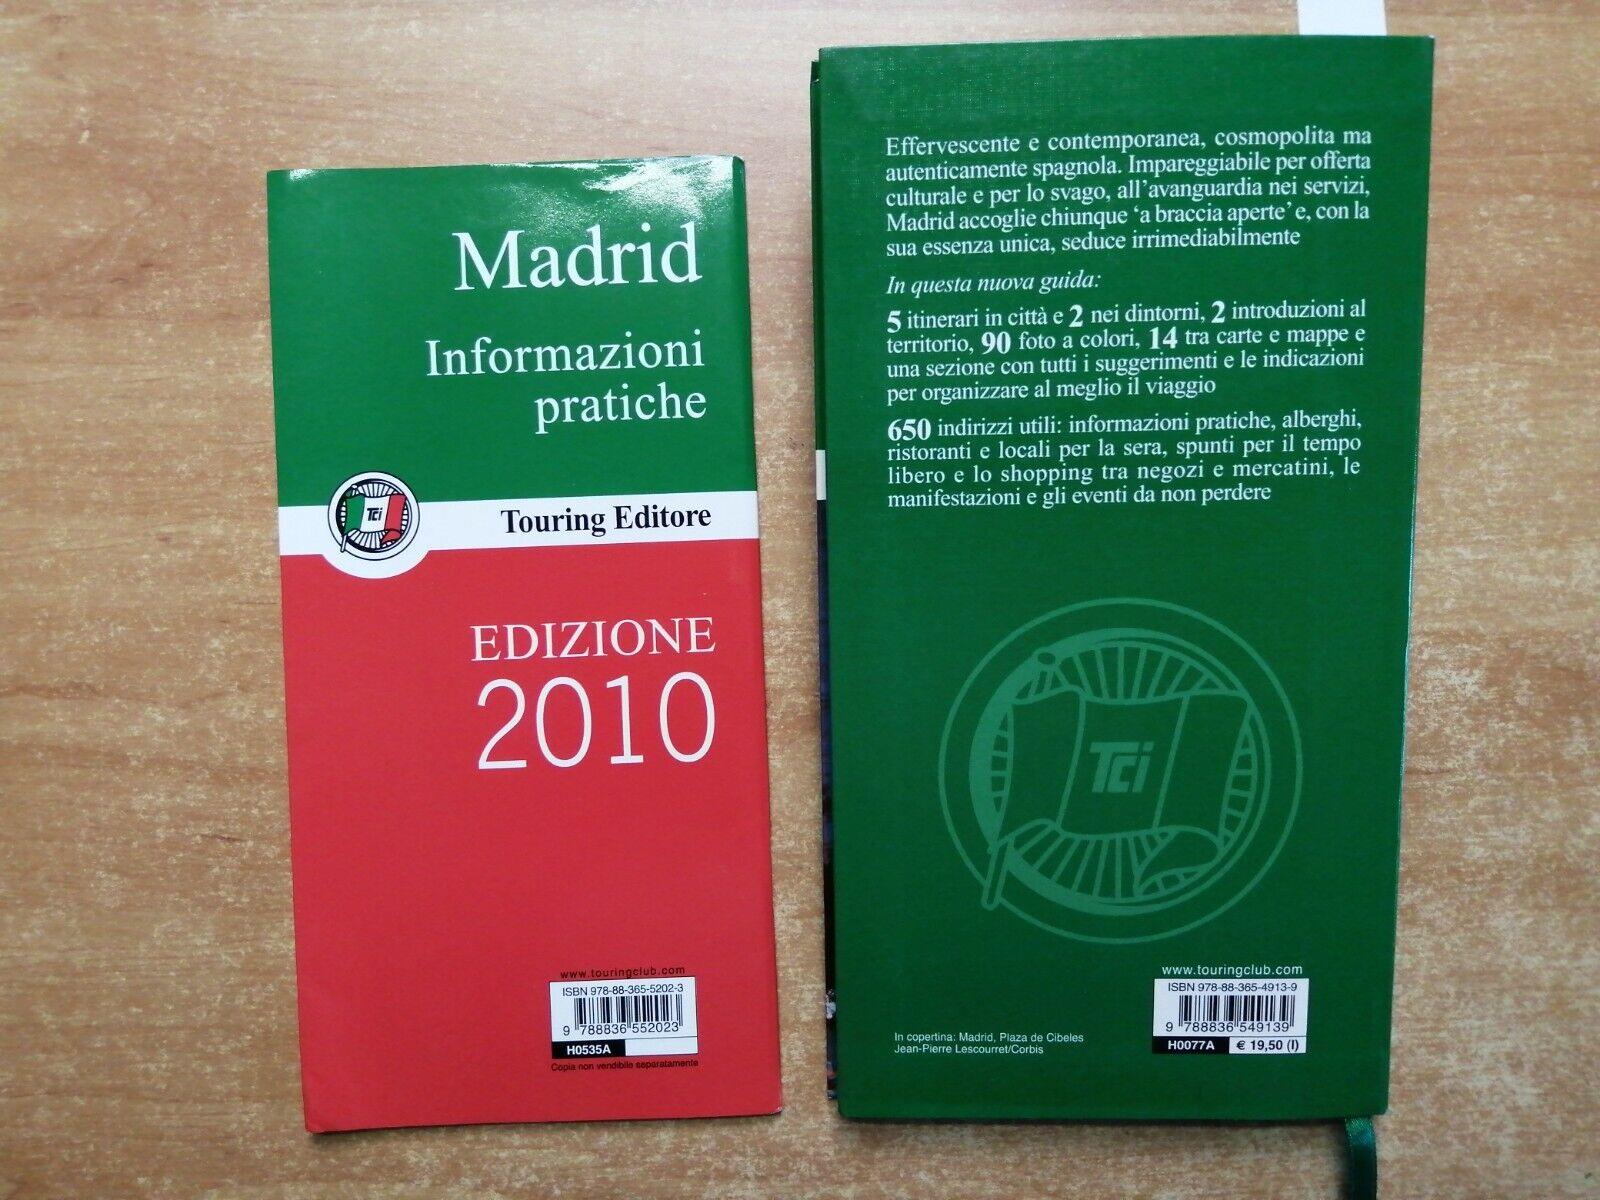 Madrid
Informazioni
pratiche
Tci
Touring Editore
EDIZIONE
2010
www.touringclub.com
ISBN 978-88-365-5202-3
9 788836 552023
H0535A
Copia non vendibile separatamente
Effervescente e contemporanea, cosmopolita ma
autenticamente spagnola. Impareggiabile per offerta
culturale e per lo svago, all'avanguardia nei servizi,
Madrid accoglie chiunque ‘a braccia aperte’ e, con la
sua essenza unica, seduce irrimediabilmente
In questa nuova guida:
5 itinerari in città e 2 nei dintorni, 2 introduzioni al
territorio, 90 foto a colori, 14 tra carte e mappe e
una sezione con tutti i suggerimenti e le indicazioni
per organizzare al meglio il viaggio
650 indirizzi utili: informazioni pratiche, alberghi,
ristoranti e locali per la sera, spunti per il tempo
libero e lo shopping tra negozi e mercatini, le
manifestazioni e gli eventi da non perdere
Tci
www.touringclub.com
ISBN 978-88-365-4913-9
9 788836 549139
H0077A € 19,50 (I)
In copertina: Madrid, Plaza de Cibeles
Jean-Pierre Lescourret/Corbis